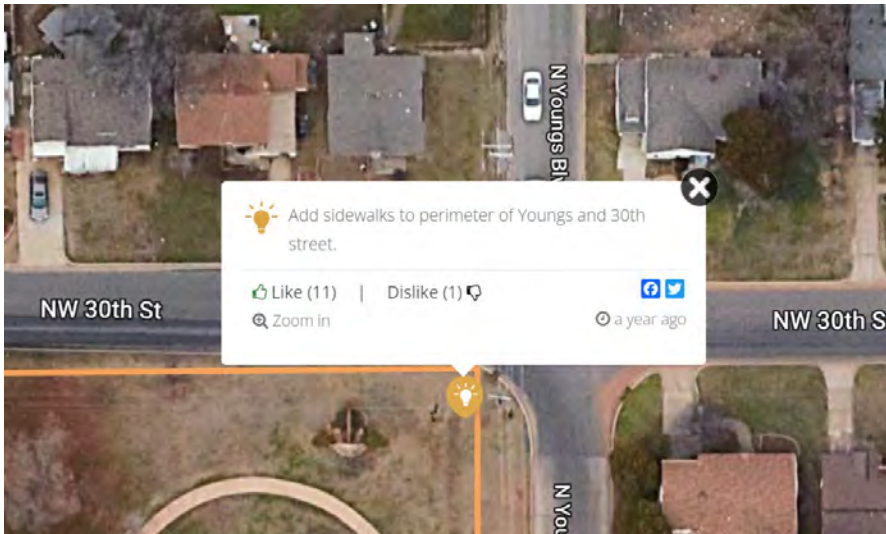 N Youngs Bl
Add sidewalks to perimeter of Youngs and 30th
street.
Like (11) | Dislike (1)
Zoom in
a year ago
NW 30th St
NW 30th S
N You